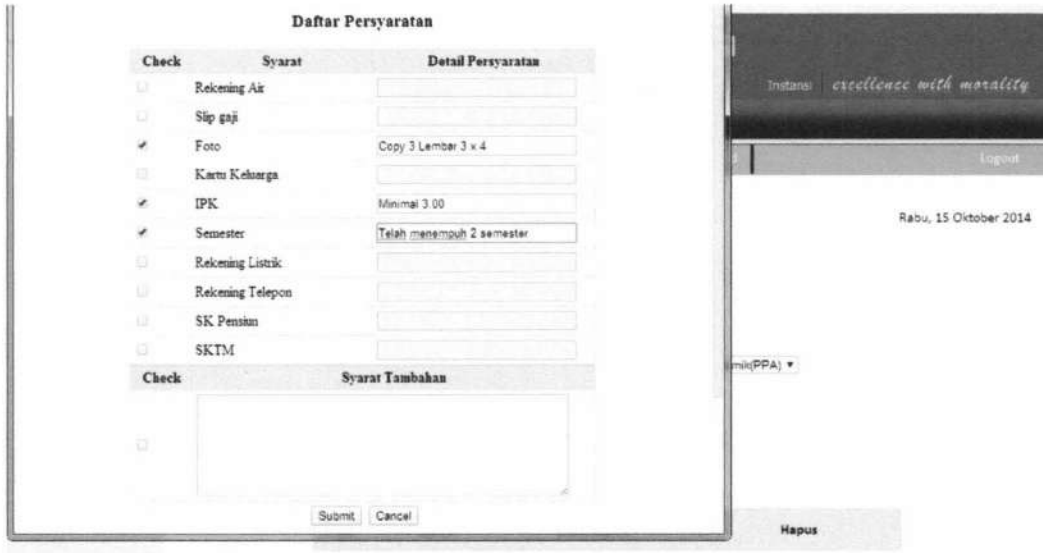 Daftar Persyaratan
Check Syarat Detail Persyaratan
Rekening Air
Slip gaji
Foto Copy 3 Lembar 3 x 4
Kartu Keluarga
IPK Minimal 3.00
Semester Telah menempuh 2 semester
Rekening Listrik
Rekening Telepon
SK Pensiun
SKTM
Check Syarat Tambahan
Submit Cancel
Instansi excellence with morality
Logout
Rabu, 15 Oktober 2014
mik(PPA)
Hapus